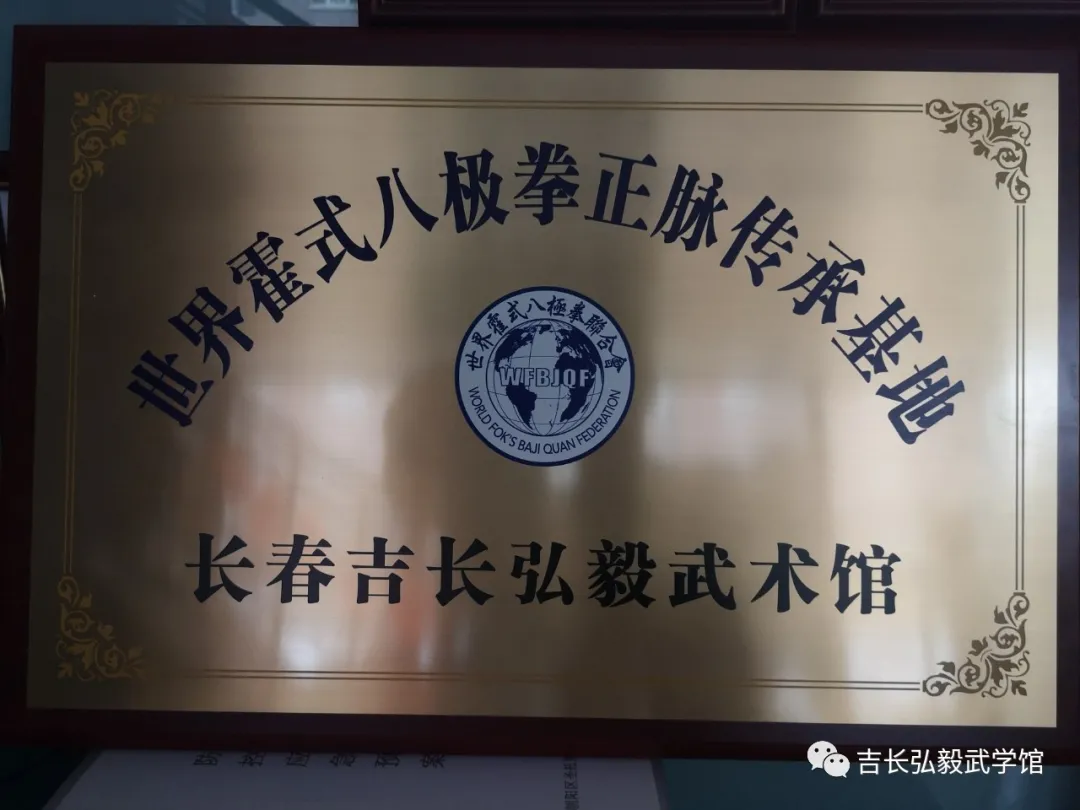 世界霍式八极拳正脉传承基地
世界霍式八極拳聯合會
WFBJQF
WORLD FOK'S BAJI QUAN FEDERATION
长春吉长弘毅武术馆
吉长弘毅武学馆